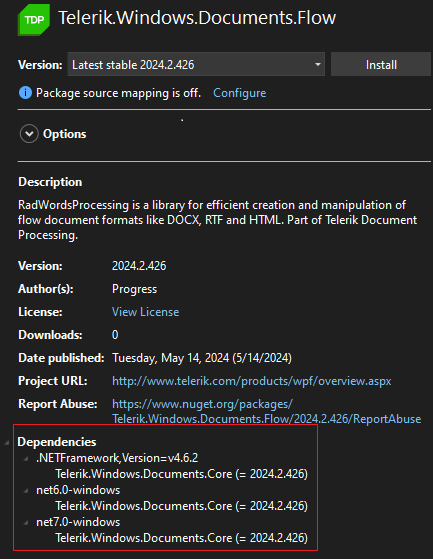 TDP
Telerik.Windows.Documents.Flow
Version: Latest stable 2024.2.426 Install
Package source mapping is off. Configure
Options
Description
RadWordsProcessing is a library for efficient creation and manipulation of
flow document formats like DOCX, RTF and HTML. Part of Telerik Document
Processing.
Version: 2024.2.426
Author(s): Progress
License: View License
Downloads: 0
Date published: Tuesday, May 14, 2024 (5/14/2024)
Project URL: http://www.telerik.com/products/wpf/overview.aspx
Report Abuse: https://www.nuget.org/packages/
Telerik.Windows.Documents.Flow/2024.2.426/ReportAbuse
Dependencies
.NETFramework,Version=v4.6.2
Telerik.Windows.Documents.Core (= 2024.2.426)
net6.0-windows
Telerik.Windows.Documents.Core (= 2024.2.426)
net7.0-windows
Telerik.Windows.Documents.Core (= 2024.2.426)